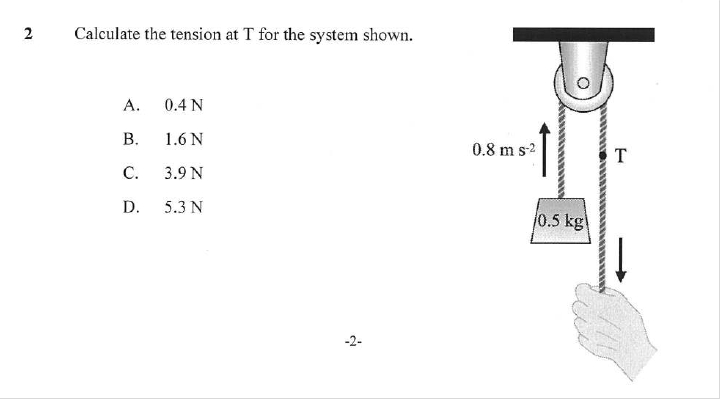 2 Calculate the tension at T for the system shown.
A. 0.4 N
B. 1.6 N
C. 3.9 N
D. 5.3 N
0.8 m s⁻²
T
0.5 kg
-2-